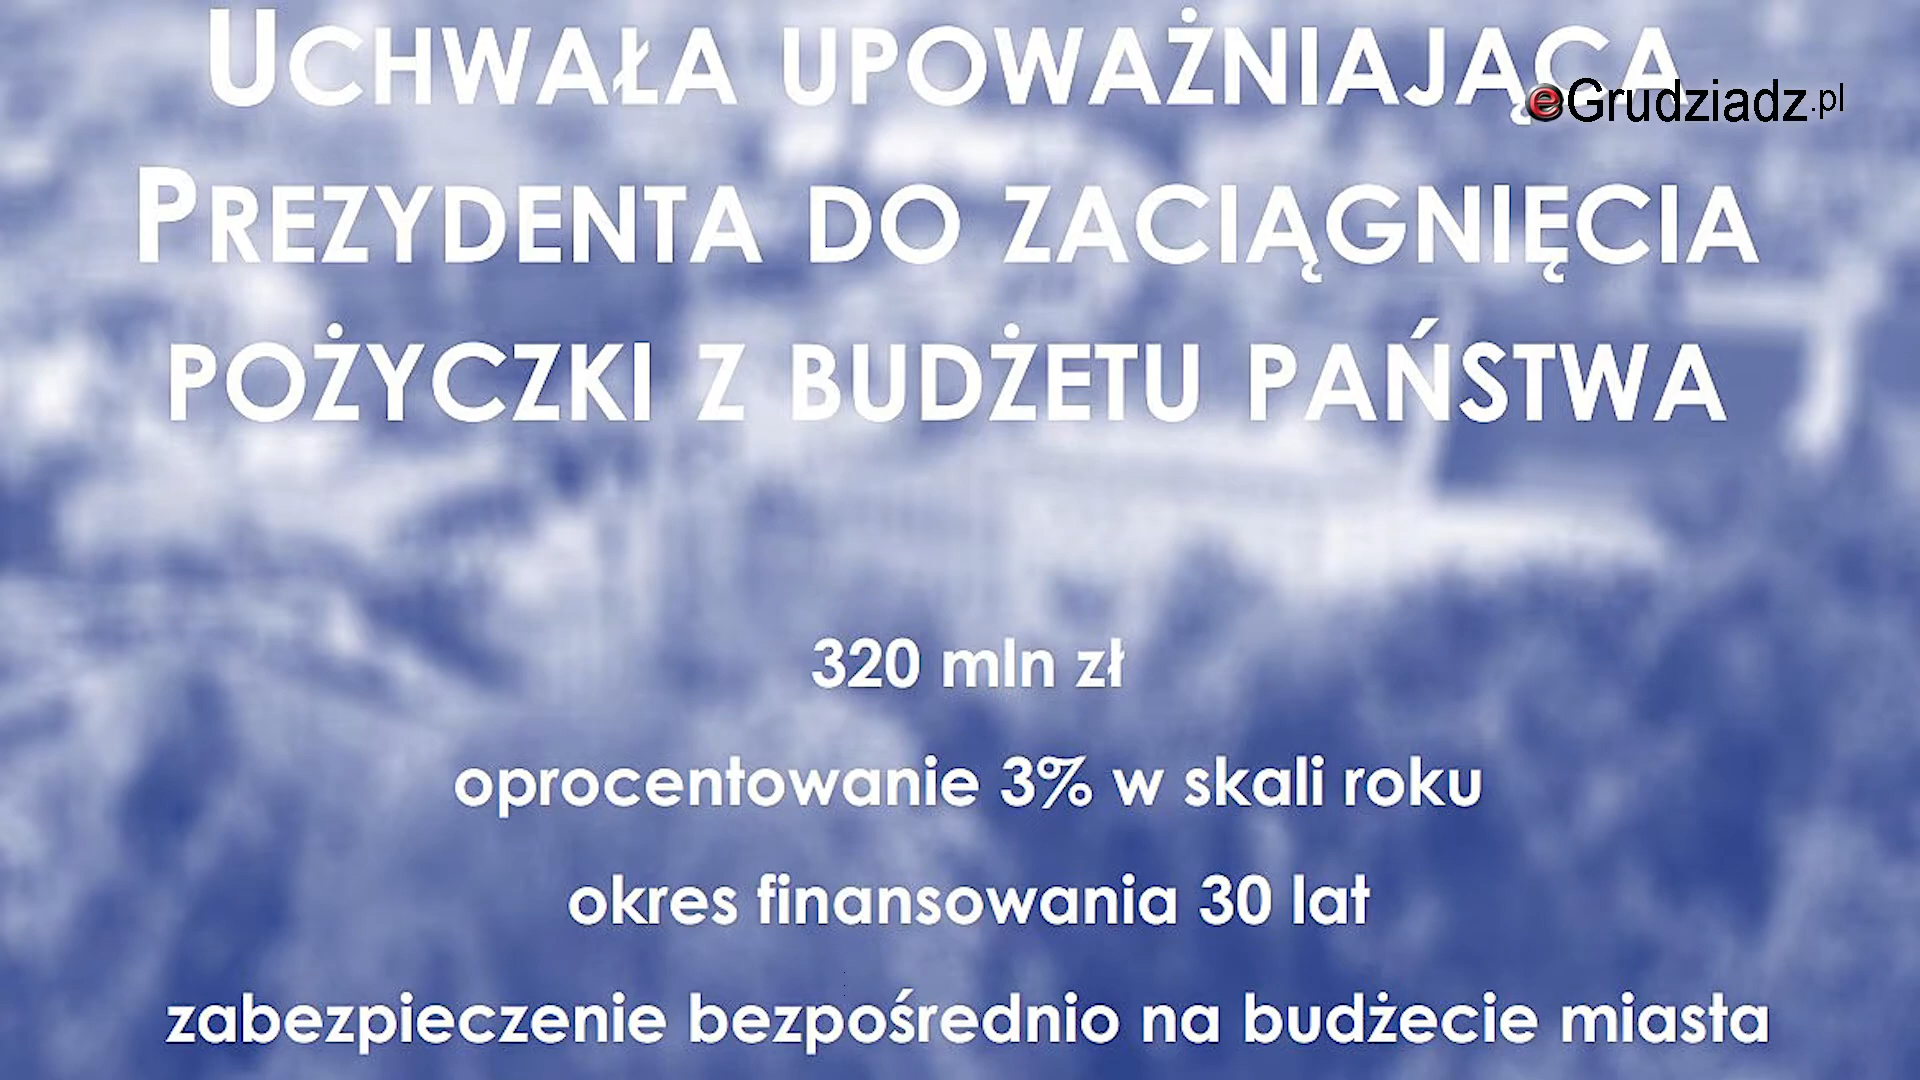 UCHWAŁA UPOWAŻNIAJĄCA
eGrudziadz.pl
PREZYDENTA DO ZACIĄGNIĘCIA
POŻYCZKI Z BUDŻETU PAŃSTWA
320 mln zł
oprocentowanie 3% w skali roku
okres finansowania 30 lat
zabezpieczenie bezpośrednio na budżecie miasta